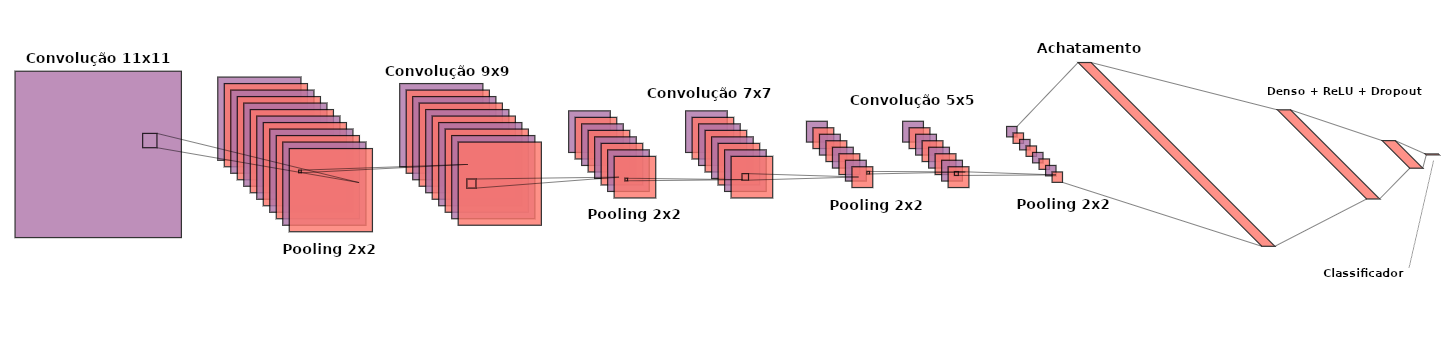 Convolução 11x11
Pooling 2x2
Convolução 9x9
Pooling 2x2
Convolução 7x7
Pooling 2x2
Convolução 5x5
Pooling 2x2
Achatamento
Denso + ReLU + Dropout
Classificador